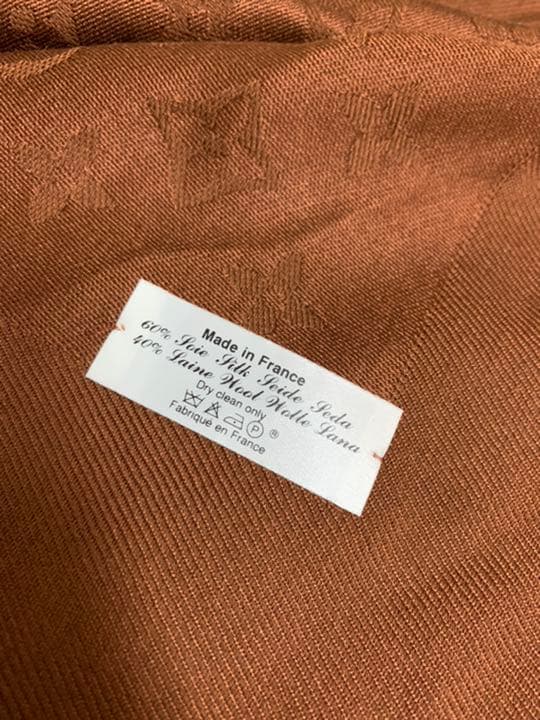 Made in France
60% Soie Silk Seide Seda
40% Laine Wool Wolle Lana
Dry clean only
P ®
Fabriqué en France